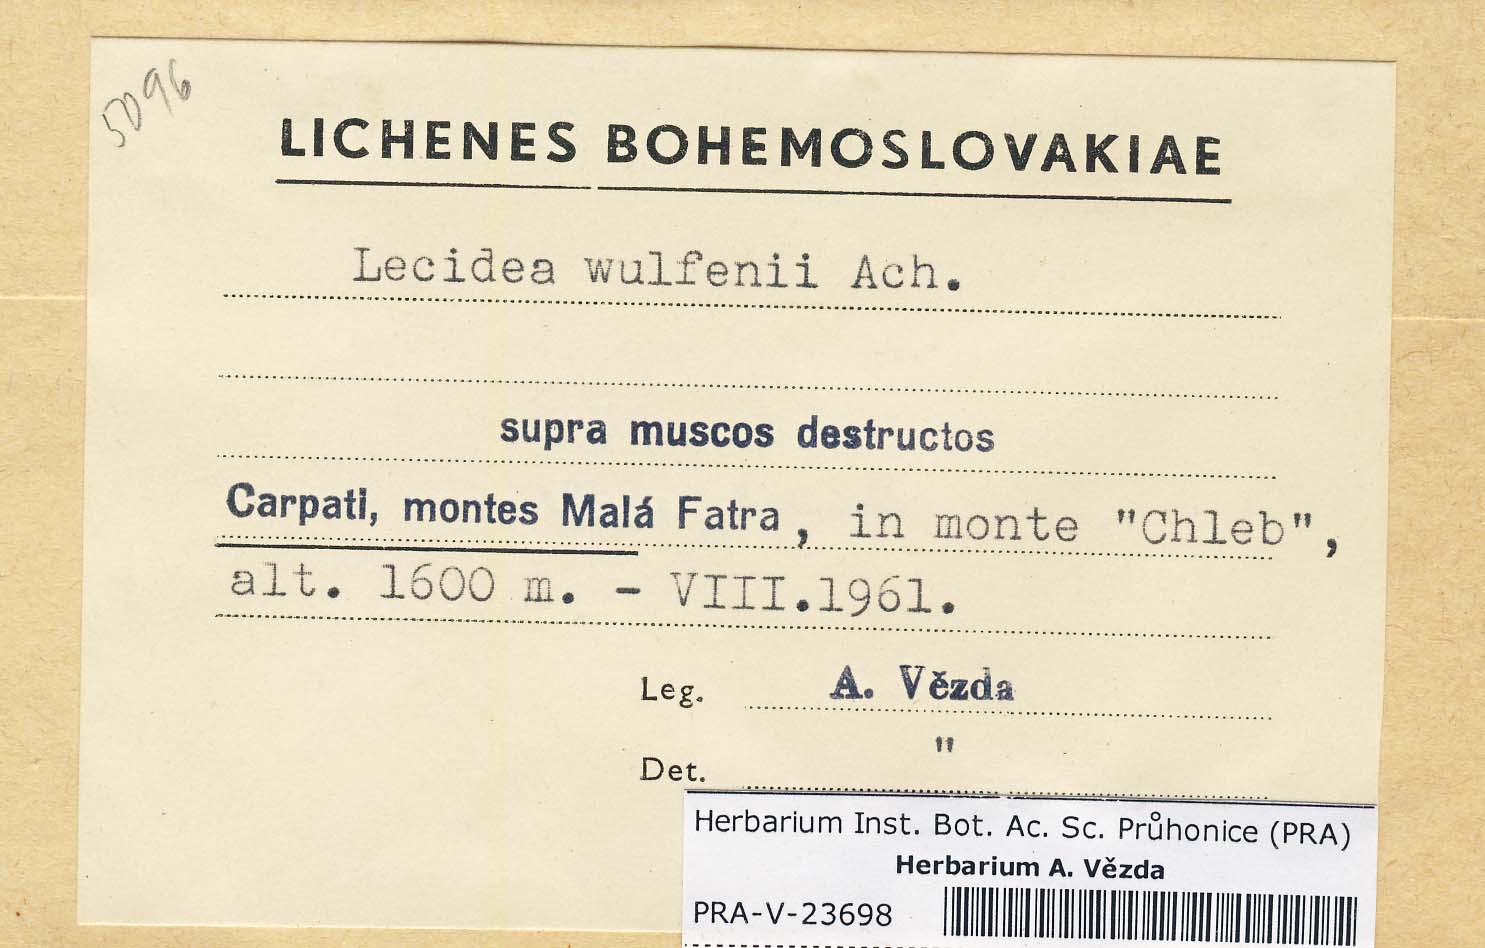 5096
LICHENES BOHEMOSLOVAKIAE
Lecidea wulfenii Ach.
supra muscos destructos
Carpati, montes Malá Fatra, in monte "Chleb",
alt. 1600 m. - VIII.1961.
Leg. A. Vězda
Det. "
Herbarium Inst. Bot. Ac. Sc. Průhonice (PRA)
Herbarium A. Vězda
PRA-V-23698